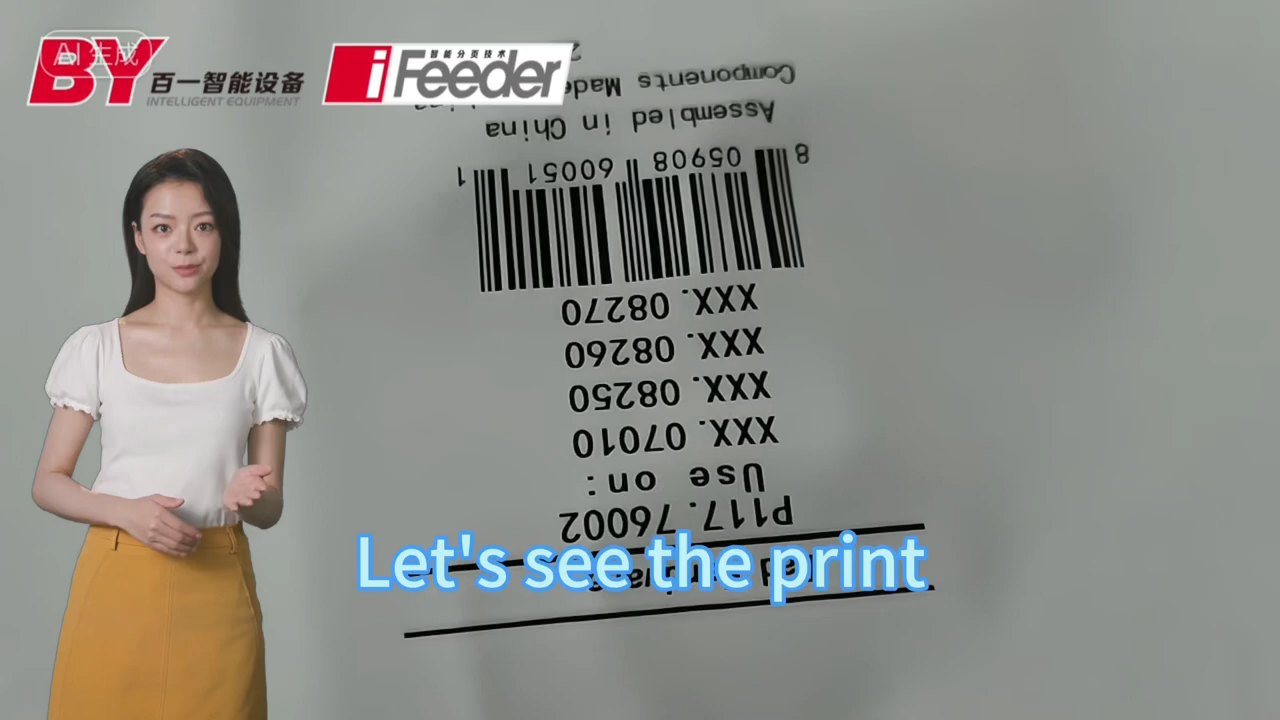 AI 生成
BY 百一智能设备
INTELLIGENT EQUIPMENT
智能分页技术
iFeeder
P117.76002
Use on:
XXX.07010
XXX.08250
XXX.08260
XXX.08270
8 05908 60051 1
Assembled in China
Components Made
Let's see the print